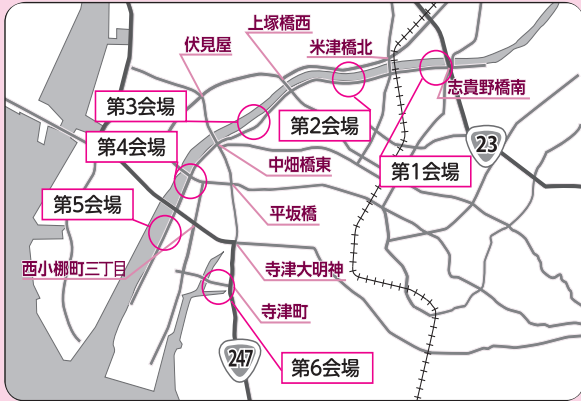 上塚橋西
伏見屋
米津橋北
志貴野橋南
第3会場
第2会場
23
第4会場
中畑橋東
第1会場
第5会場
平坂橋
西小梛町三丁目
寺津大明神
寺津町
247
第6会場